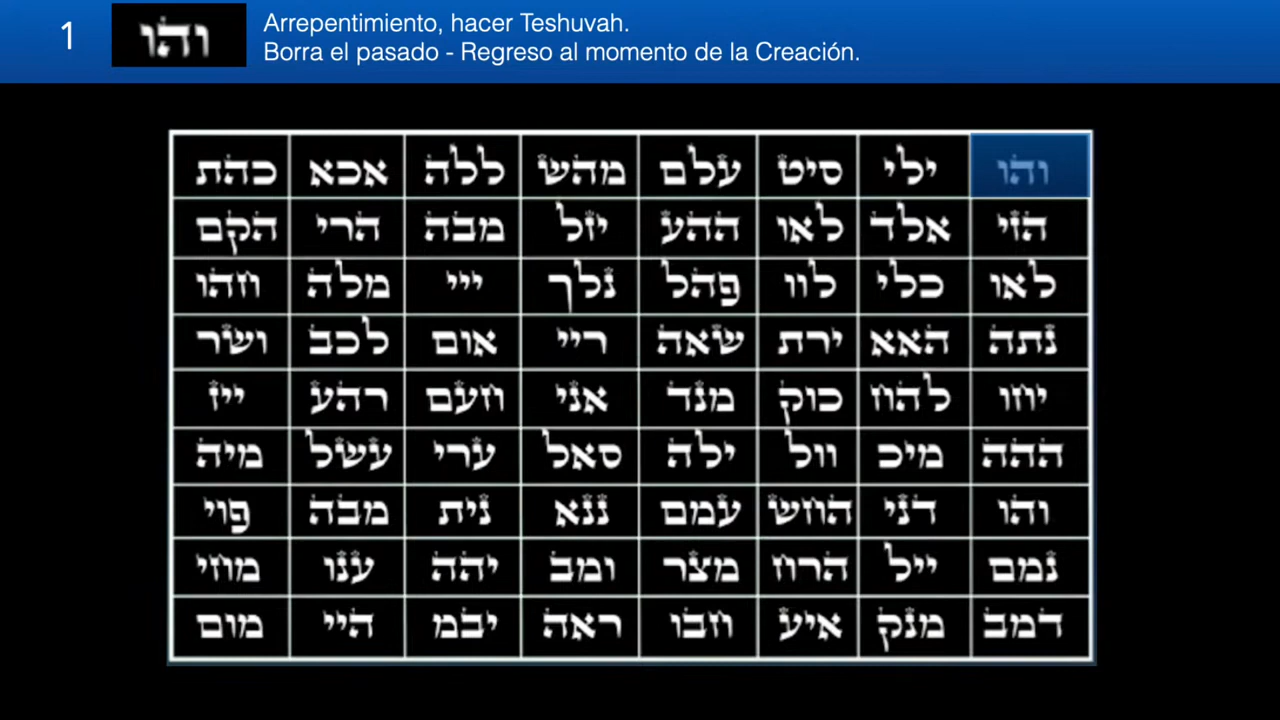 1
והו
Arrepentimiento, hacer Teshuvah.
Borra el pasado - Regreso al momento de la Creación.
והו ילי סיט עלם מהש ללה אכא כהת
הזי אלד לאו ההע יזל מבה הרי הקם
לאו כלי לוו פהל נלך ייי מלה חהו
נתה האא ירת שאה ריי אום לכב ושר
יחו להח כוק מנד אני חעם רהע ייז
ההה מיכ וול ילה סאל ערי עשל מיה
והו דני החש עמם ננא נית מבה פוי
נמם ייל הרח מצר ומב יהה ענו מחי
דמב מנק איע חבו ראה יבמ היי מום